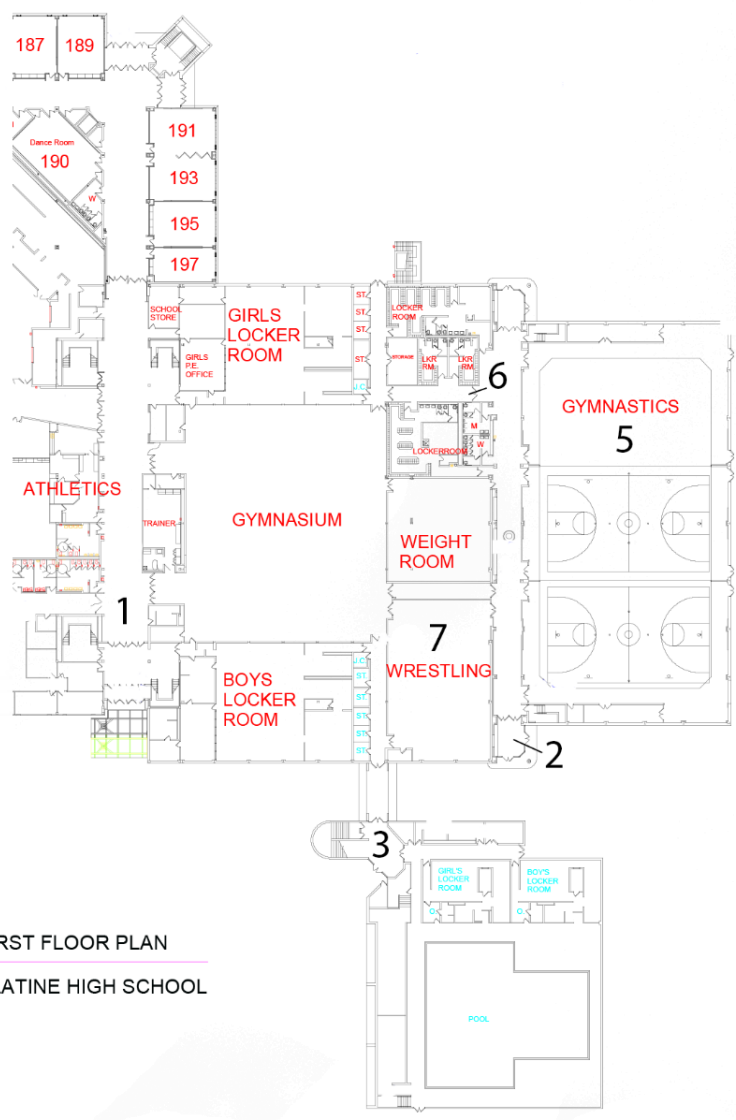 187
189
Dance Room
190
W
191
193
195
197
SCHOOL
STORE
GIRLS
LOCKER
ROOM
GIRLS
P.E.
OFFICE
ST.
ST.
ST.
ST.
J.C.
LOCKER
ROOM
STORAGE
LKR
RM.
LKR
RM.
6
M
W
LOCKERROOM
GYMNASTICS
5
ATHLETICS
TRAINER
GYMNASIUM
WEIGHT
ROOM
1
7
WRESTLING
BOYS
LOCKER
ROOM
J.C.
ST.
ST.
ST.
ST.
ST.
2
3
GIRL'S
LOCKER
ROOM
BOY'S
LOCKER
ROOM
O.
O.
POOL
RST FLOOR PLAN
LATINE HIGH SCHOOL